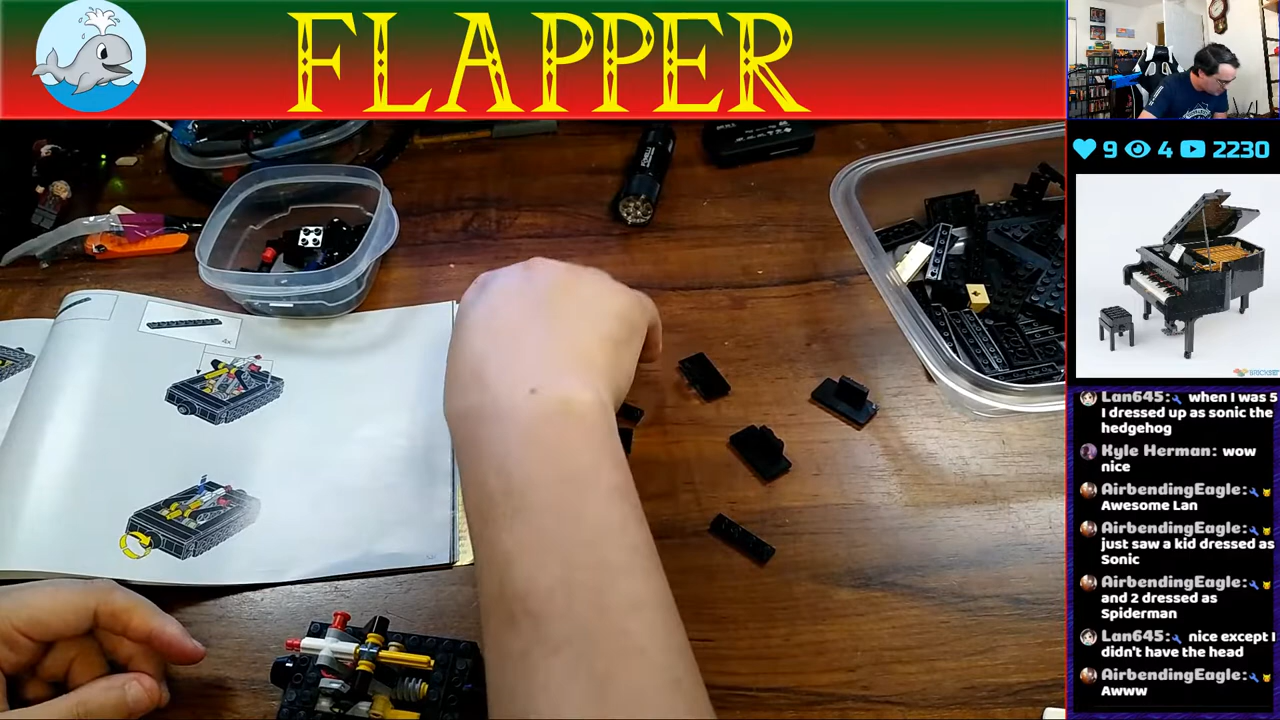 FLAPPER
9 4 2230
4x
BRICKSET
Lan645: when I was 5
I dressed up as sonic the
hedgehog
Kyle Herman: wow
nice
AirbendingEagle:
Awesome Lan
AirbendingEagle:
just saw a kid dressed as
Sonic
AirbendingEagle:
and 2 dressed as
Spiderman
Lan645: nice except I
didn't have the head
AirbendingEagle:
Awww